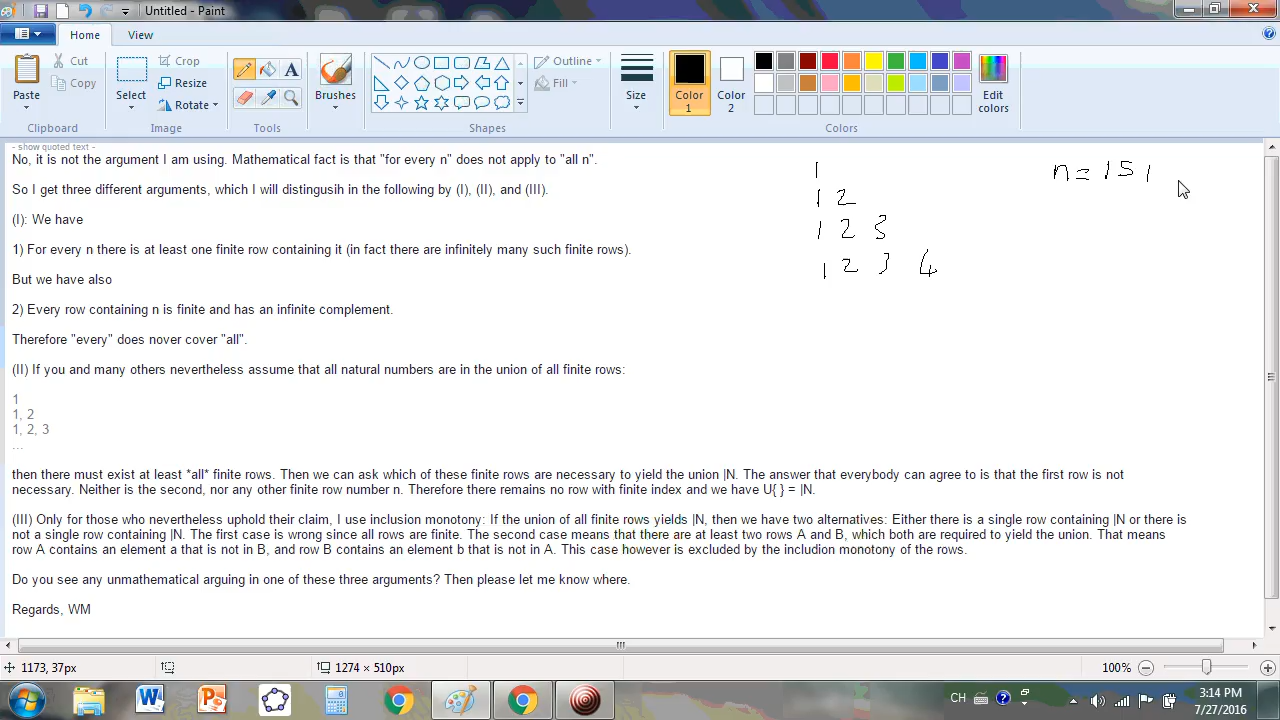 Untitled - Paint
Home View
Paste
Cut
Copy
Clipboard
Select
Crop
Resize
Rotate
Image
A
Tools
Brushes
Outline
Fill
Shapes
Size
Color 1
Color 2
Edit colors
Colors
- show quoted text -
No, it is not the argument I am using. Mathematical fact is that "for every n" does not apply to "all n".
So I get three different arguments, which I will distingusih in the following by (I), (II), and (III).
(I): We have
1) For every n there is at least one finite row containing it (in fact there are infinitely many such finite rows).
But we have also
2) Every row containing n is finite and has an infinite complement.
Therefore "every" does nover cover "all".
(II) If you and many others nevertheless assume that all natural numbers are in the union of all finite rows:
1
1, 2
1, 2, 3
...
then there must exist at least *all* finite rows. Then we can ask which of these finite rows are necessary to yield the union |N. The answer that everybody can agree to is that the first row is not
necessary. Neither is the second, nor any other finite row number n. Therefore there remains no row with finite index and we have U{ } = |N.
(III) Only for those who nevertheless uphold their claim, I use inclusion monotony: If the union of all finite rows yields |N, then we have two alternatives: Either there is a single row containing |N or there is
not a single row containing |N. The first case is wrong since all rows are finite. The second case means that there are at least two rows A and B, which both are required to yield the union. That means
row A contains an element a that is not in B, and row B contains an element b that is not in A. This case however is excluded by the includion monotony of the rows.
Do you see any unmathematical arguing in one of these three arguments? Then please let me know where.
Regards, WM
1
1 2
1 2 3
1 2 3 4
n = 151
1173, 37px
1274 × 510px
100%
W
P
CH
3:14 PM
7/27/2016